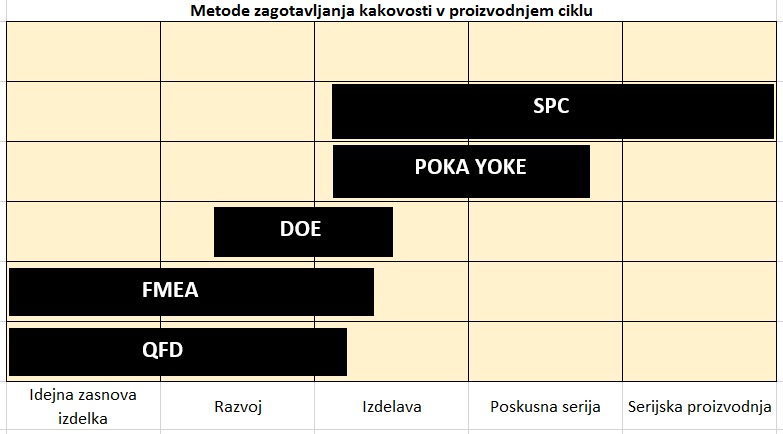 Metode zagotavljanja kakovosti v proizvodnjem ciklu
SPC
POKA YOKE
DOE
FMEA
QFD
Idejna zasnova
izdelka
Razvoj
Izdelava
Poskusna serija
Serijska proizvodnja